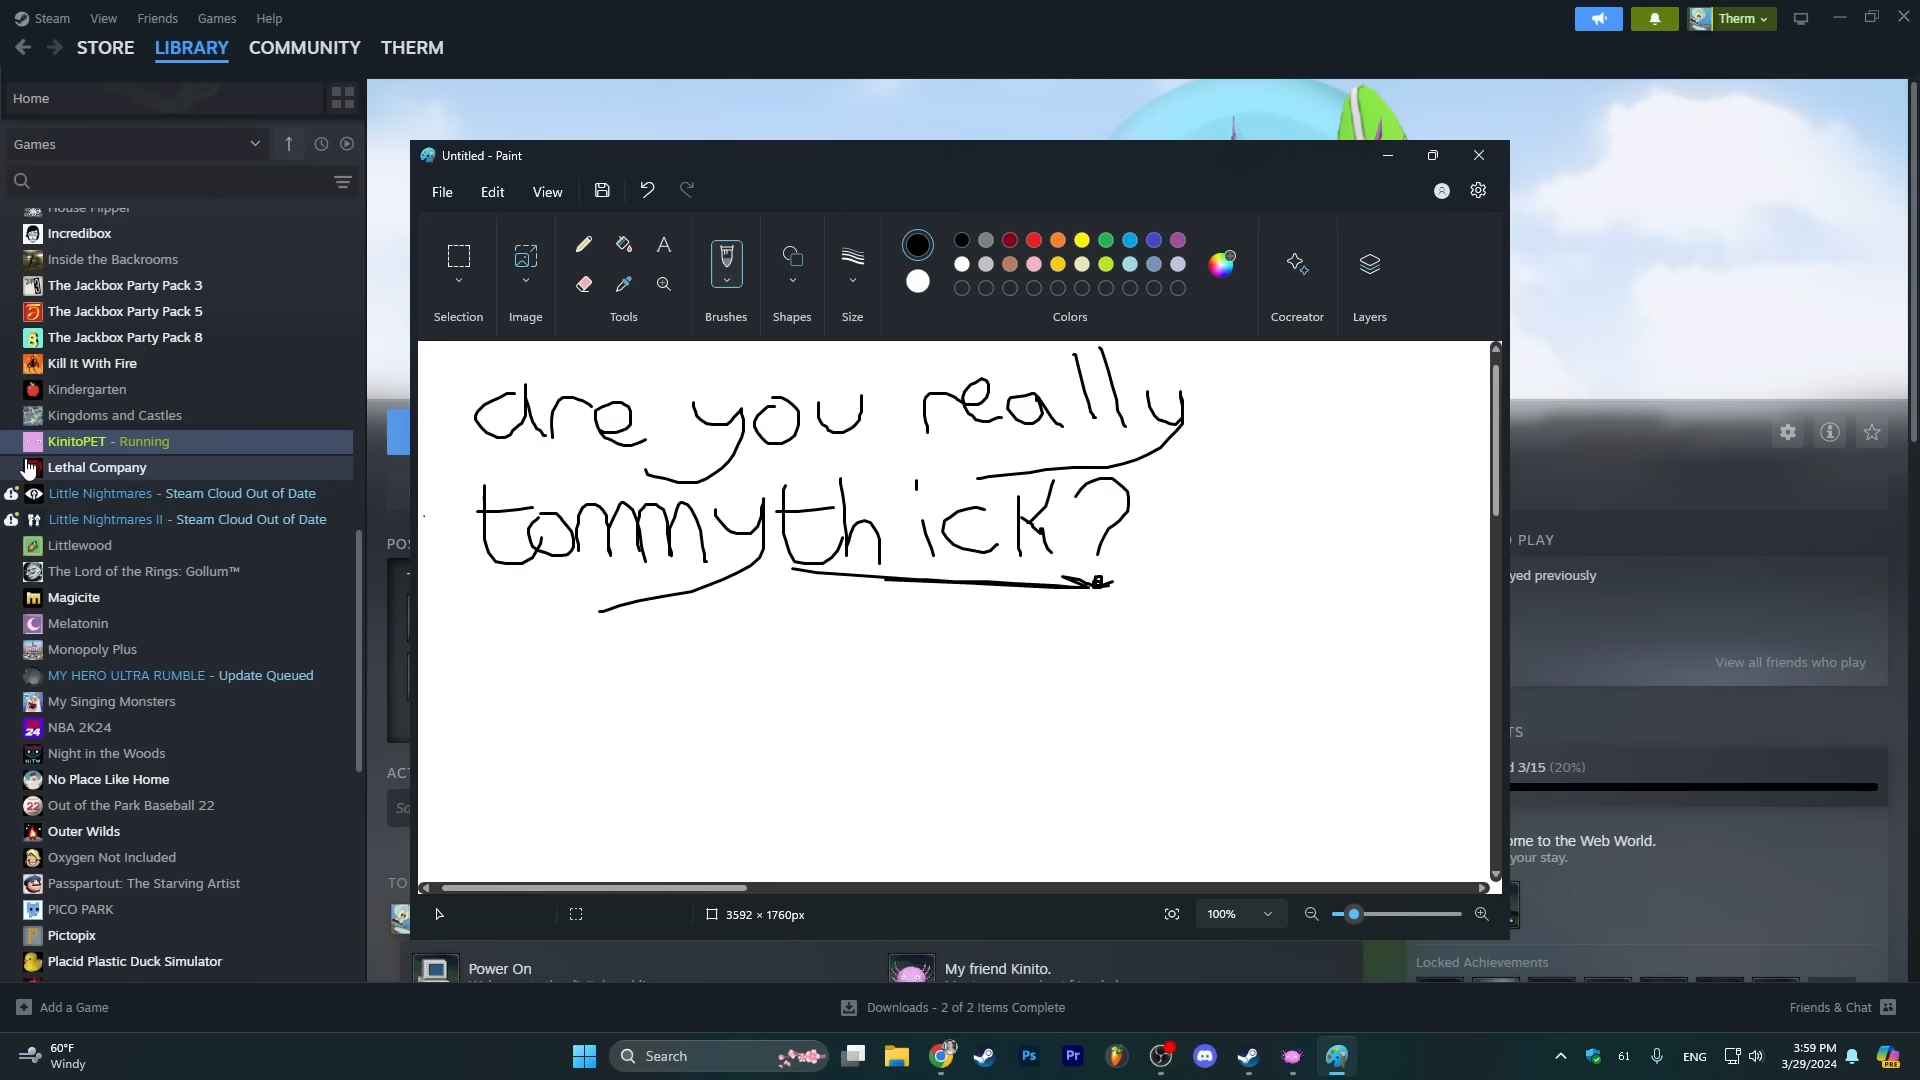 Steam View Friends Games Help
Therm
STORE LIBRARY COMMUNITY THERM
Home
Games
House Flipper
Incredibox
Inside the Backrooms
The Jackbox Party Pack 3
The Jackbox Party Pack 5
The Jackbox Party Pack 8
Kill It With Fire
Kindergarten
Kingdoms and Castles
KinitoPET - Running
Lethal Company
Little Nightmares - Steam Cloud Out of Date
Little Nightmares II - Steam Cloud Out of Date
Littlewood
The Lord of the Rings: Gollum™
Magicite
Melatonin
Monopoly Plus
MY HERO ULTRA RUMBLE - Update Queued
My Singing Monsters
NBA 2K24
Night in the Woods
No Place Like Home
Out of the Park Baseball 22
Outer Wilds
Oxygen Not Included
Passpartout: The Starving Artist
PICO PARK
Pictopix
Placid Plastic Duck Simulator
Untitled - Paint
File Edit View
Selection Image Tools Brushes Shapes Size Colors Cocreator Layers
are you really
tommythick?
3592 × 1760px
100%
PLAY
played previously
View all friends who play
3/15 (20%)
to the Web World.
your stay.
Power On
My friend Kinito.
Locked Achievements
Add a Game
Downloads - 2 of 2 Items Complete
Friends & Chat
60°F
Windy
Search
Ps
Pr
61
ENG
3:59 PM
3/29/2024
PRE